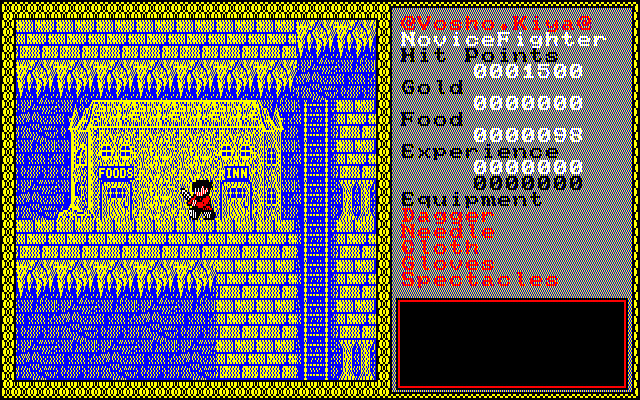 @Yosho.Kiya@
NoviceFighter
Hit Points
0001500
Gold
0000000
Food
0000098
Experience
0000000
0000000
Equipment
Dagger
Needle
Cloth
Gloves
Spectacles
FOODS
INN